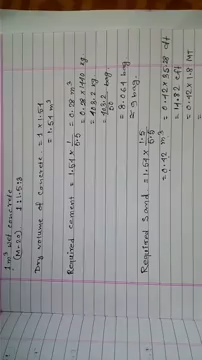 1 m³ wet concrete
(M-20) 1:1.5:3
Dry volume of concrete = 1 × 1.54
= 1.54 m³
Required cement = 1.54 × 1/5.5 = 0.28 m³
= 0.28 × 1440 kg
= 403.2 kg
= 403.2/50 bag
= 8.064 bag
≈ 9 bag.
Required sand = 1.54 × 1.5/5.5
= 0.42 m³
= 0.42 × 35.28 cft
= 14.82 cft
= 0.42 × 1.8 MT
=